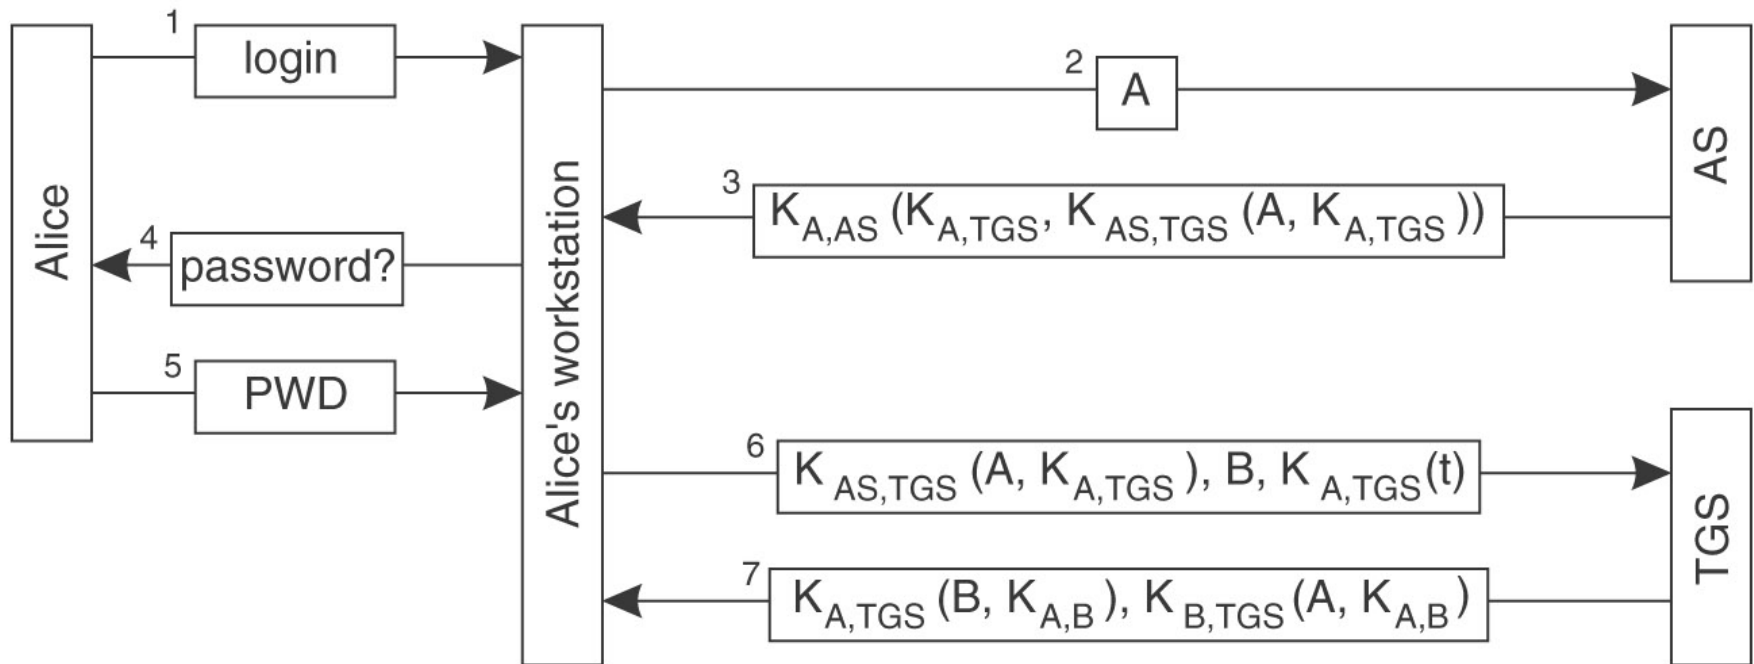 Alice
1
login
4
password?
5
PWD
Alice's workstation
2
A
3
K A,AS (K A,TGS, K AS,TGS (A, K A,TGS ))
6
K AS,TGS (A, K A,TGS ), B, K A,TGS(t)
7
K A,TGS (B, K A,B ), K B,TGS (A, K A,B )
AS
TGS